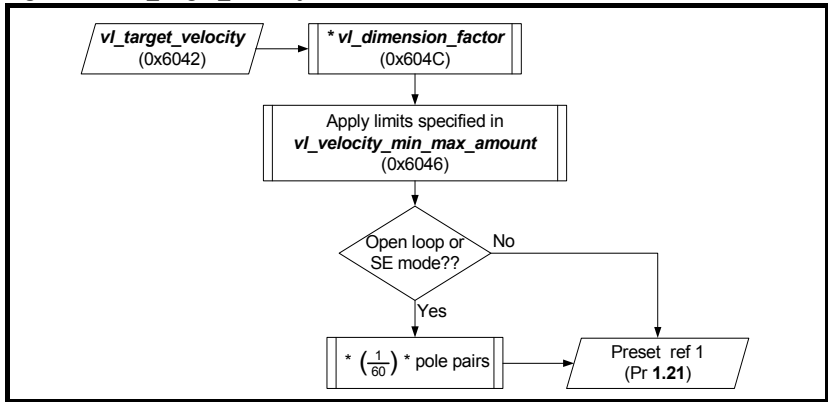 vl_target_velocity
(0x6042)
* vl_dimension_factor
(0x604C)
Apply limits specified in
vl_velocity_min_max_amount
(0x6046)
Open loop or
SE mode??
No
Yes
* (1/60) * pole pairs
Preset ref 1
(Pr 1.21)